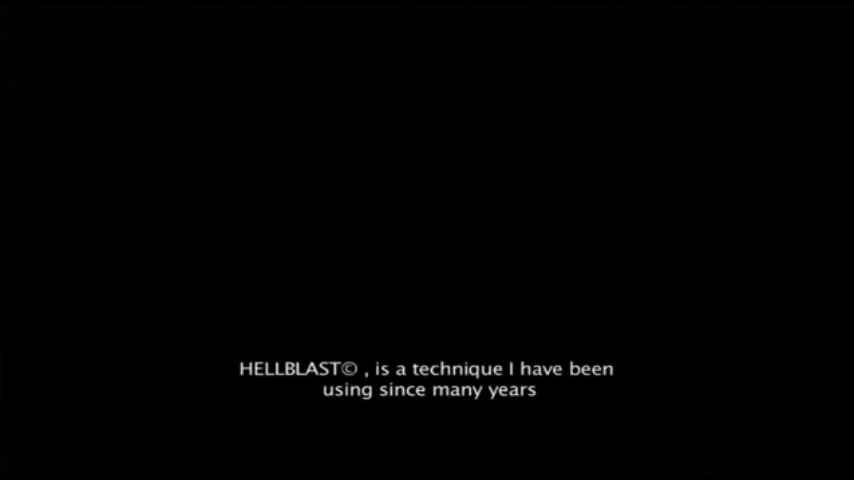 HELLBLAST© , is a technique I have been
using since many years